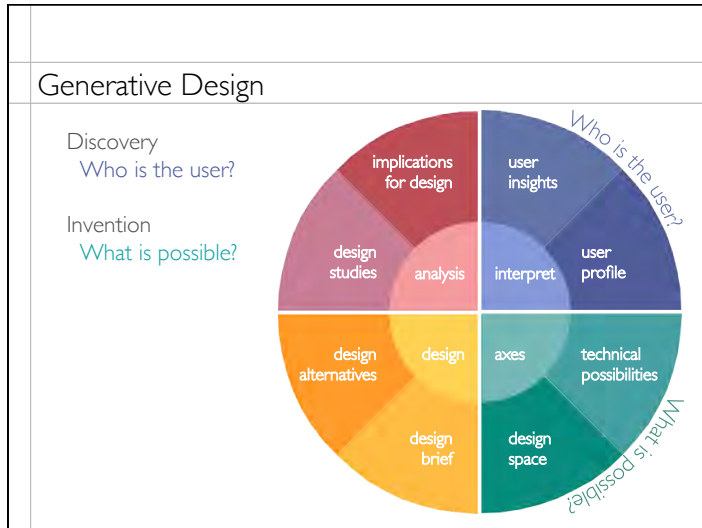 Generative Design
Discovery
Who is the user?
Invention
What is possible?
Who is the user?
implications
for design
user
insights
design
studies
analysis
interpret
user
profile
design
alternatives
design
axes
technical
possibilities
design
brief
design
space
What is possible?